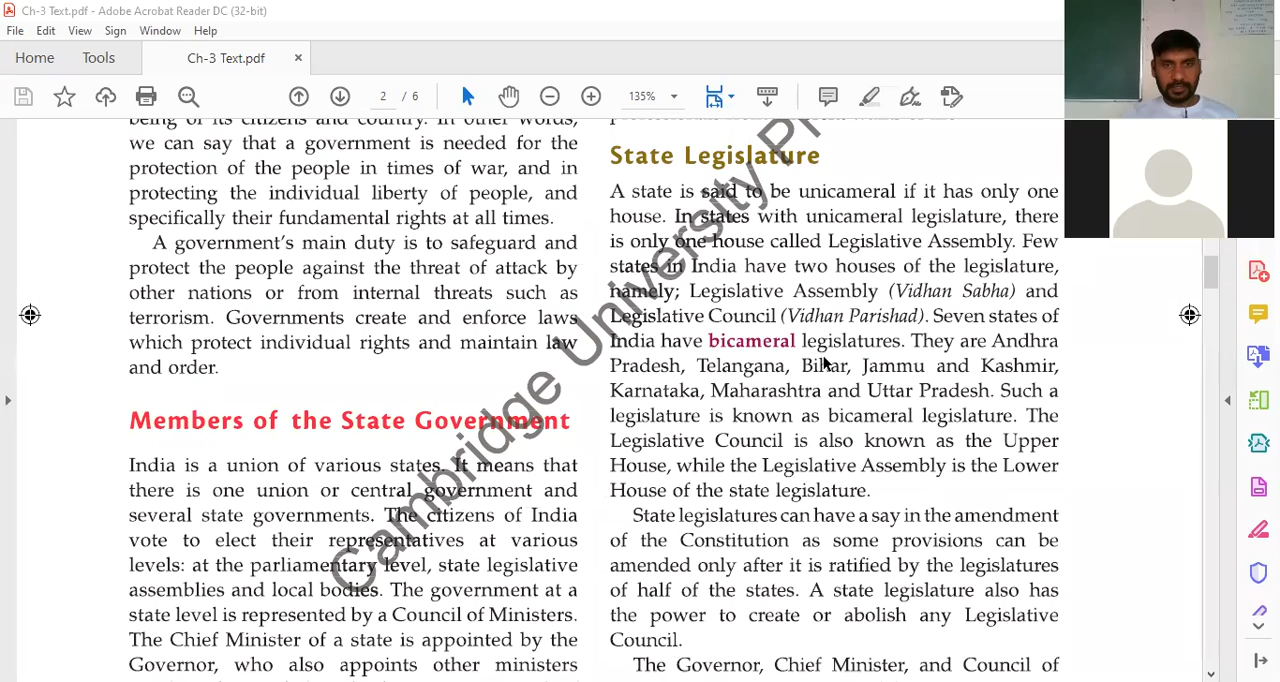 Ch-3 Text.pdf - Adobe Acrobat Reader DC (32-bit)
File Edit View Sign Window Help
Home Tools Ch-3 Text.pdf ×
2 / 6 135%
being of its citizens and country. In other words,
we can say that a government is needed for the
protection of the people in times of war, and in
protecting the individual liberty of people, and
specifically their fundamental rights at all times.
A government's main duty is to safeguard and
protect the people against the threat of attack by
other nations or from internal threats such as
terrorism. Governments create and enforce laws
which protect individual rights and maintain law
and order.
Members of the State Government
India is a union of various states. It means that
there is one union or central government and
several state governments. The citizens of India
vote to elect their representatives at various
levels: at the parliamentary level, state legislative
assemblies and local bodies. The government at a
state level is represented by a Council of Ministers.
The Chief Minister of a state is appointed by the
Governor, who also appoints other ministers
State Legislature
A state is said to be unicameral if it has only one
house. In states with unicameral legislature, there
is only one house called Legislative Assembly. Few
states in India have two houses of the legislature,
namely; Legislative Assembly (Vidhan Sabha) and
Legislative Council (Vidhan Parishad). Seven states of
India have bicameral legislatures. They are Andhra
Pradesh, Telangana, Bihar, Jammu and Kashmir,
Karnataka, Maharashtra and Uttar Pradesh. Such a
legislature is known as bicameral legislature. The
Legislative Council is also known as the Upper
House, while the Legislative Assembly is the Lower
House of the state legislature.
State legislatures can have a say in the amendment
of the Constitution as some provisions can be
amended only after it is ratified by the legislatures
of half of the states. A state legislature also has
the power to create or abolish any Legislative
Council.
The Governor, Chief Minister, and Council of
Cambridge University Pr